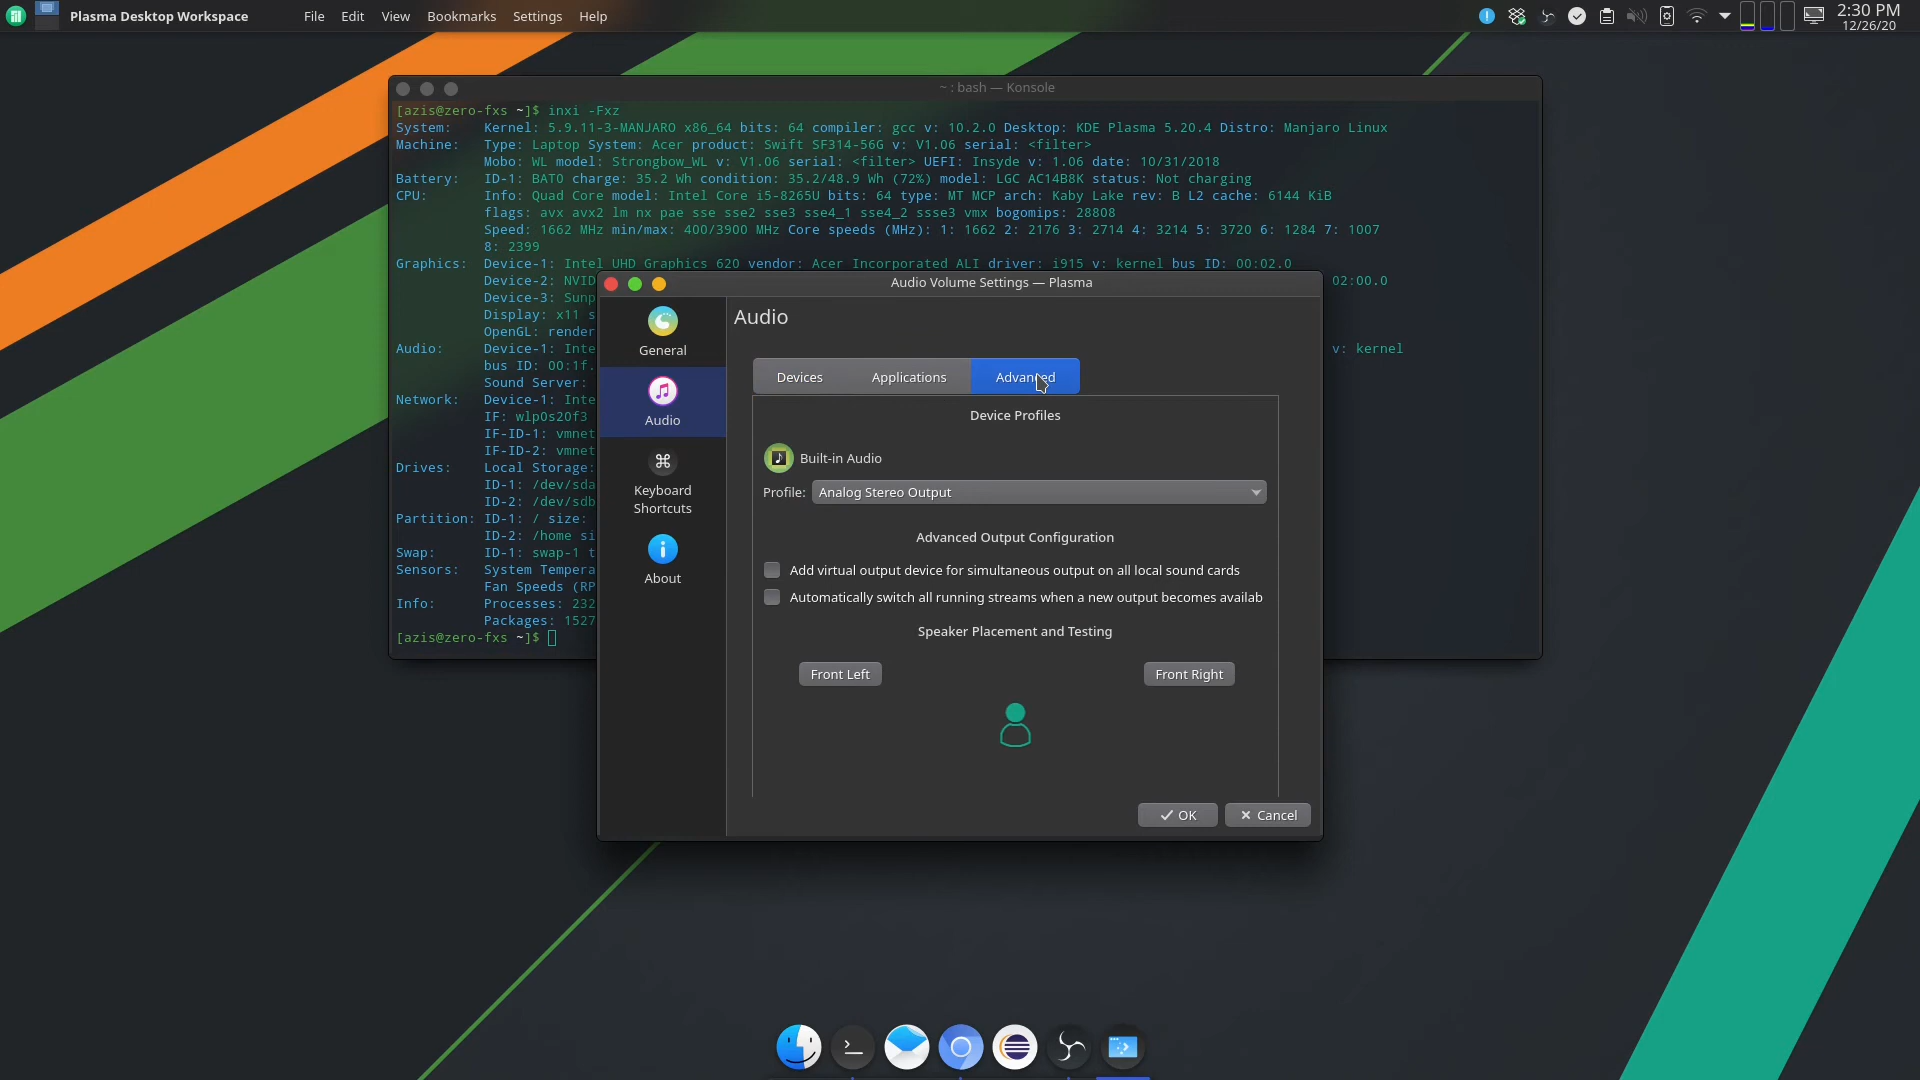 Plasma Desktop Workspace File Edit View Bookmarks Settings Help 2:30 PM
12/26/20
~ : bash — Konsole
[azis@zero-fxs ~]$ inxi -Fxz
System: Kernel: 5.9.11-3-MANJARO x86_64 bits: 64 compiler: gcc v: 10.2.0 Desktop: KDE Plasma 5.20.4 Distro: Manjaro Linux
Machine: Type: Laptop System: Acer product: Swift SF314-56G v: V1.06 serial: <filter>
Mobo: WL model: Strongbow_WL v: V1.06 serial: <filter> UEFI: Insyde v: 1.06 date: 10/31/2018
Battery: ID-1: BAT0 charge: 35.2 Wh condition: 35.2/48.9 Wh (72%) model: LGC AC14B8K status: Not charging
CPU: Info: Quad Core model: Intel Core i5-8265U bits: 64 type: MT MCP arch: Kaby Lake rev: B L2 cache: 6144 KiB
flags: avx avx2 lm nx pae sse sse2 sse3 sse4_1 sse4_2 ssse3 vmx bogomips: 28808
Speed: 1662 MHz min/max: 400/3900 MHz Core speeds (MHz): 1: 1662 2: 2176 3: 2714 4: 3214 5: 3720 6: 1284 7: 1007
8: 2399
Graphics: Device-1: Intel UHD Graphics 620 vendor: Acer Incorporated ALI driver: i915 v: kernel bus ID: 00:02.0
Device-2: NVID 02:00.0
Device-3: Sunp
Display: x11 s
OpenGL: render
Audio: Device-1: Inte v: kernel
bus ID: 00:1f.
Sound Server:
Network: Device-1: Inte
IF: wlp0s20f3
IF-ID-1: vmnet
IF-ID-2: vmnet
Drives: Local Storage:
ID-1: /dev/sda
ID-2: /dev/sdb
Partition: ID-1: / size:
ID-2: /home si
Swap: ID-1: swap-1 t
Sensors: System Tempera
Fan Speeds (RP
Info: Processes: 232
Packages: 1527
[azis@zero-fxs ~]$
Audio Volume Settings — Plasma
General
Audio
Keyboard
Shortcuts
About
Audio
Devices Applications Advanced
Device Profiles
Built-in Audio
Profile: Analog Stereo Output
Advanced Output Configuration
Add virtual output device for simultaneous output on all local sound cards
Automatically switch all running streams when a new output becomes availab
Speaker Placement and Testing
Front Left Front Right
OK Cancel